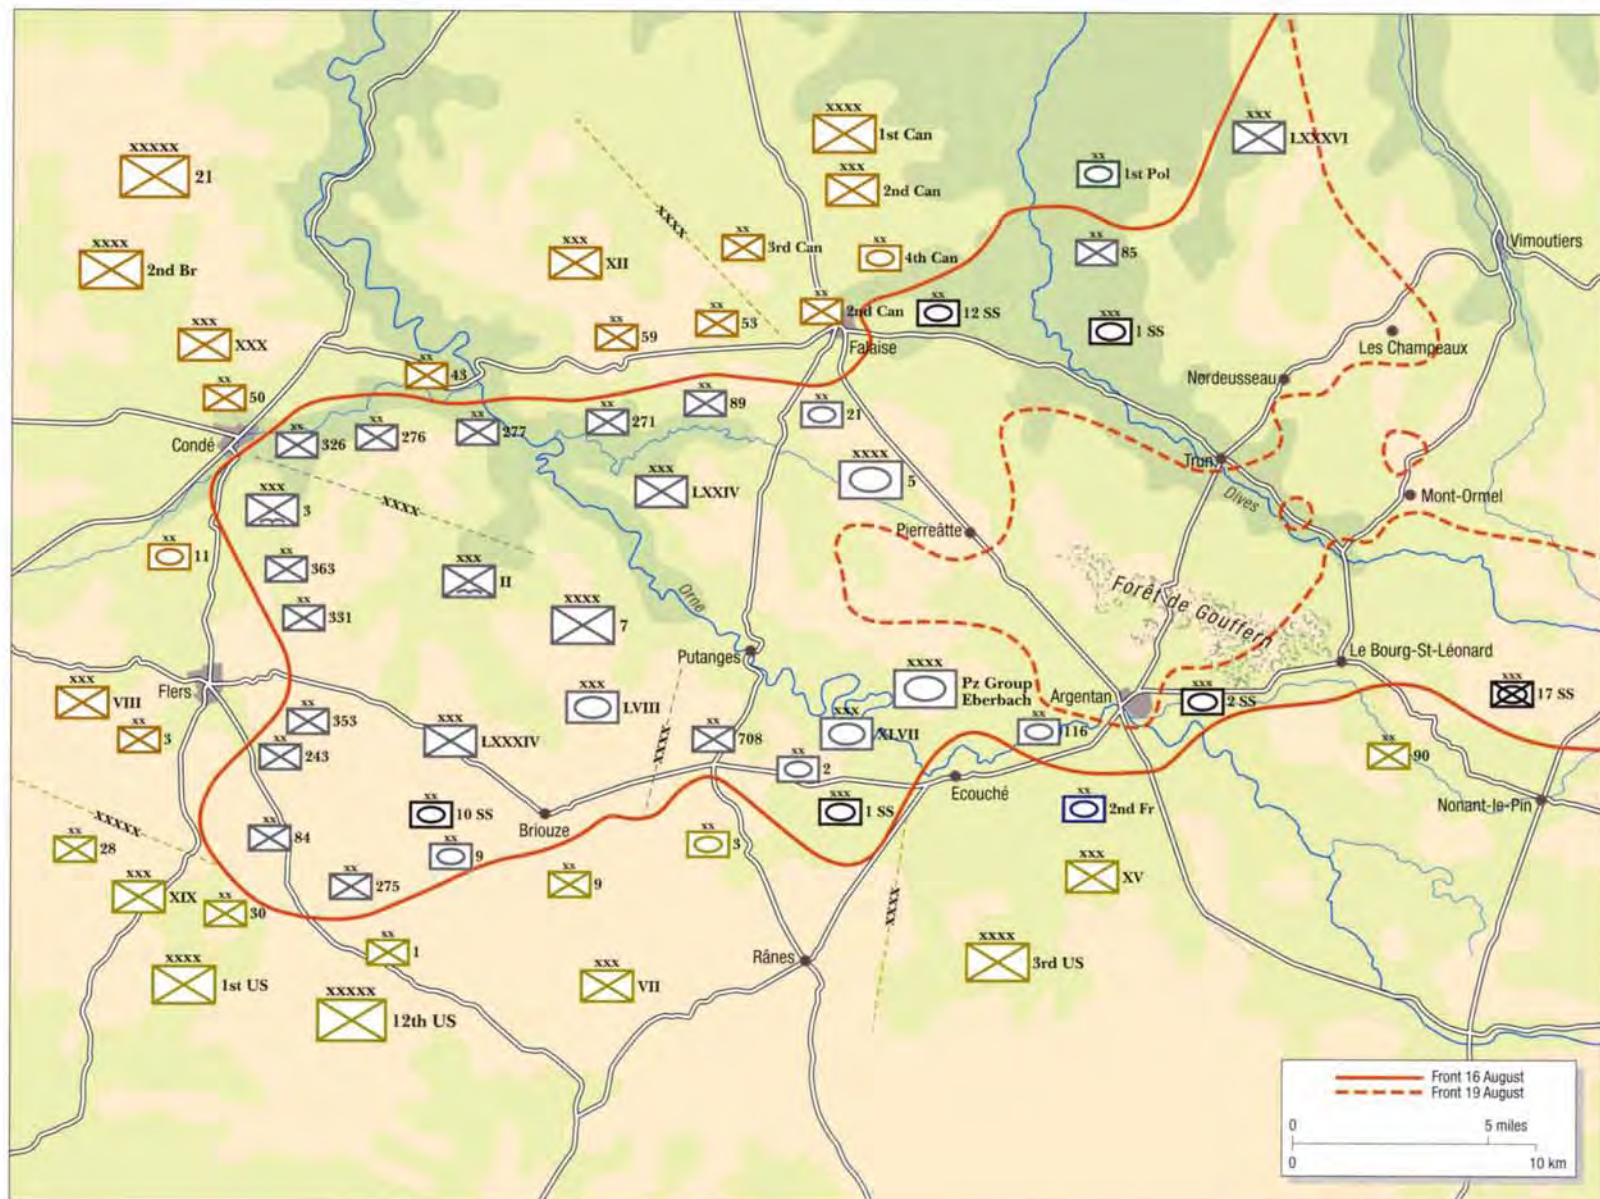 xxxx
1st Can
xxx
LXXXVI
xxxxx
21
xx
1st Pol
xxx
2nd Can
xxxx
xxxx
2nd Br
xxx
XII
xx
3rd Can
xx
4th Can
xx
85
Vimoutiers
xx
2nd Can
xx
12 SS
xxx
1 SS
xxx
XXX
xx
59
xx
53
Falaise
Les Champeaux
xx
43
Nordeusseau
xx
50
xx
89
xx
21
xx
271
Condé
xx
326
xx
276
xx
277
Trun
xxxx
5
xxx
LXXIV
Dives
Mont-Ormel
xxx
3
xxxx
Pierreâtte
xx
11
xx
363
xxx
II
Forêt de Gouffern
xx
331
xxxx
7
Orne
Putanges
Le Bourg-St-Léonard
Flers
xxxx
Pz Group
Eberbach
Argentan
xxx
2 SS
xxx
17 SS
xxx
VIII
xxx
LVIII
xx
3
xx
353
xxx
LXXXIV
xxxx
xx
708
xxx
XLVII
xx
116
xx
243
xx
2
xx
90
Ecouché
xxxxx
xx
10 SS
Briouze
xxx
1 SS
xx
2nd Fr
Nonant-le-Pin
xx
28
xx
84
xx
9
xx
3
xxx
XIX
xx
30
xx
275
xx
9
xxx
XV
xxxx
xx
1
Rânes
xxxx
3rd US
xxxx
1st US
xxx
VII
xxxxx
12th US
Front 16 August
Front 19 August
0
5 miles
0
10 km